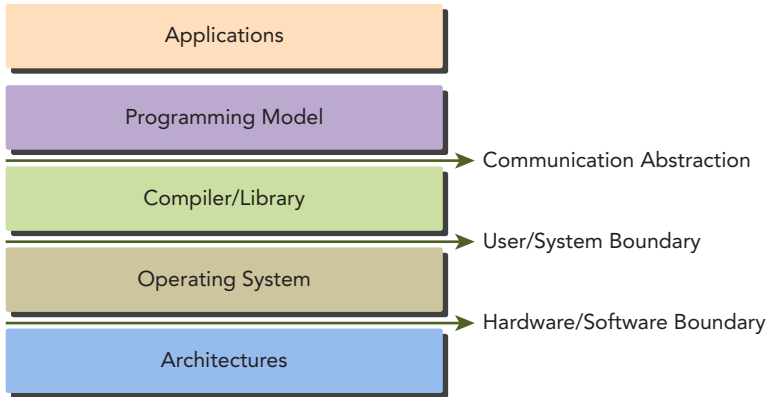 Applications
Programming Model
Communication Abstraction
Compiler/Library
User/System Boundary
Operating System
Hardware/Software Boundary
Architectures